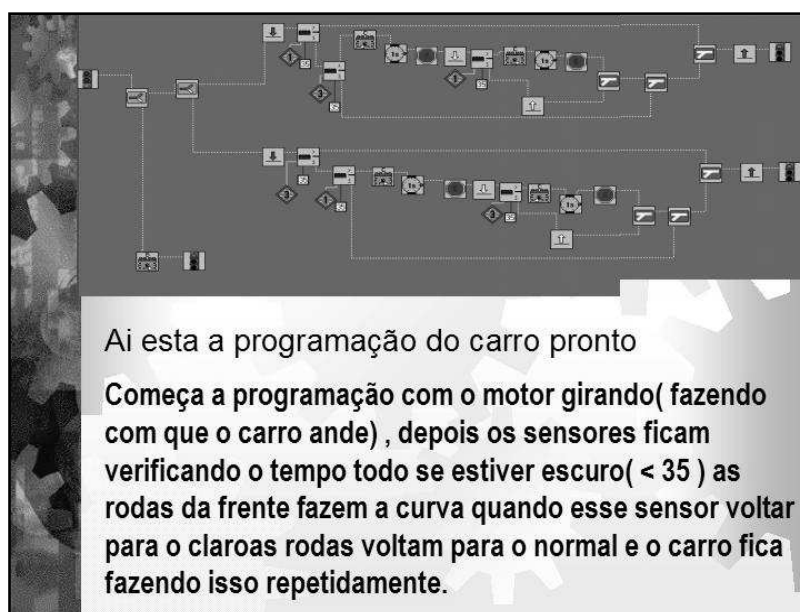 Ai esta a programação do carro pronto
Começa a programação com o motor girando( fazendo
com que o carro ande) , depois os sensores ficam
verificando o tempo todo se estiver escuro( < 35 ) as
rodas da frente fazem a curva quando esse sensor voltar
para o claroas rodas voltam para o normal e o carro fica
fazendo isso repetidamente.